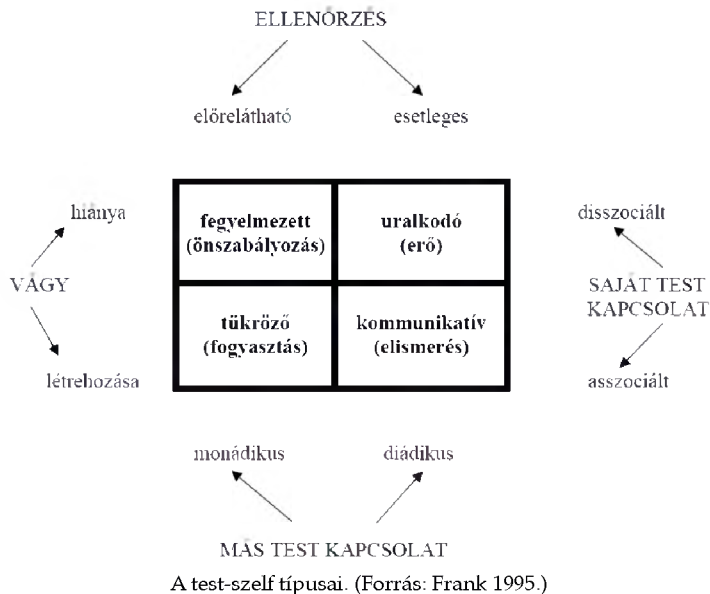 ELLENŐRZÉS
előrelátható
esetleges
hiánya
fegyelmezett
(önszabályozás)
uralkodó
(erő)
disszociált
VÁGY
SAJÁT TEST
KAPCSOLAT
tükröző
(fogyasztás)
kommunikatív
(elismerés)
létrehozása
asszociált
monádikus
diádikus
MÁS TEST KAPCSOLAT
A test-szelf típusai. (Forrás: Frank 1995.)